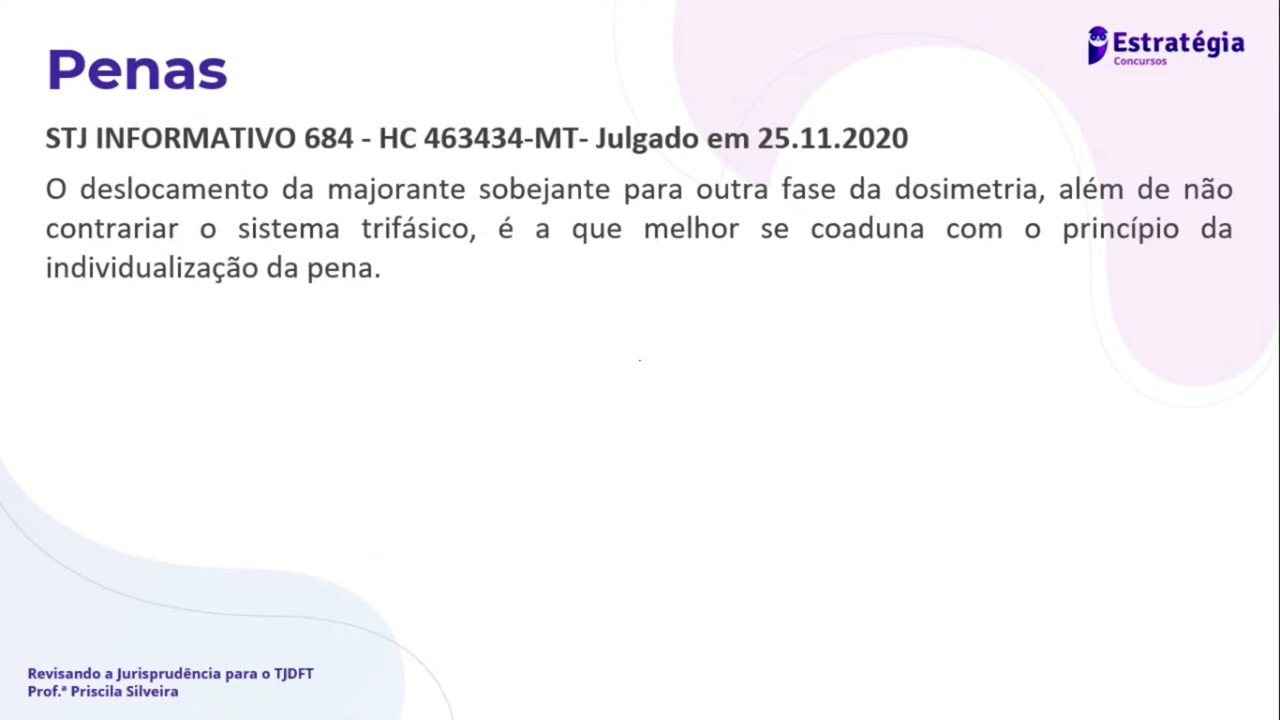 Penas
Estratégia
Concursos
STJ INFORMATIVO 684 - HC 463434-MT- Julgado em 25.11.2020
O deslocamento da majorante sobejante para outra fase da dosimetria, além de não
contrariar o sistema trifásico, é a que melhor se coaduna com o princípio da
individualização da pena.
Revisando a Jurisprudência para o TJDFT
Prof.ª Priscila Silveira